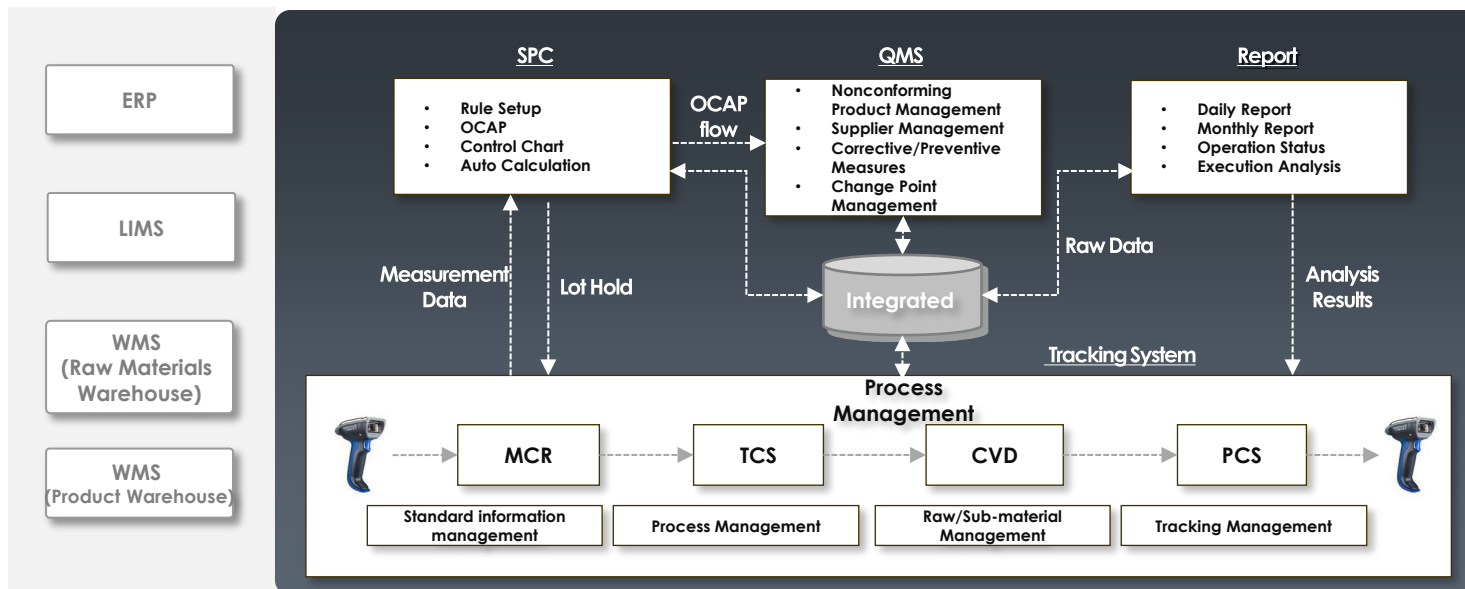 ERP
LIMS
WMS
(Raw Materials
Warehouse)
WMS
(Product Warehouse)
SPC
• Rule Setup
• OCAP
• Control Chart
• Auto Calculation
OCAP
flow
QMS
• Nonconforming
Product Management
• Supplier Management
• Corrective/Preventive
Measures
• Change Point
Management
Report
• Daily Report
• Monthly Report
• Operation Status
• Execution Analysis
Measurement
Data
Lot Hold
Integrated
Raw Data
Analysis
Results
Tracking System
Process
Management
MCR
TCS
CVD
PCS
Standard information
management
Process Management
Raw/Sub-material
Management
Tracking Management